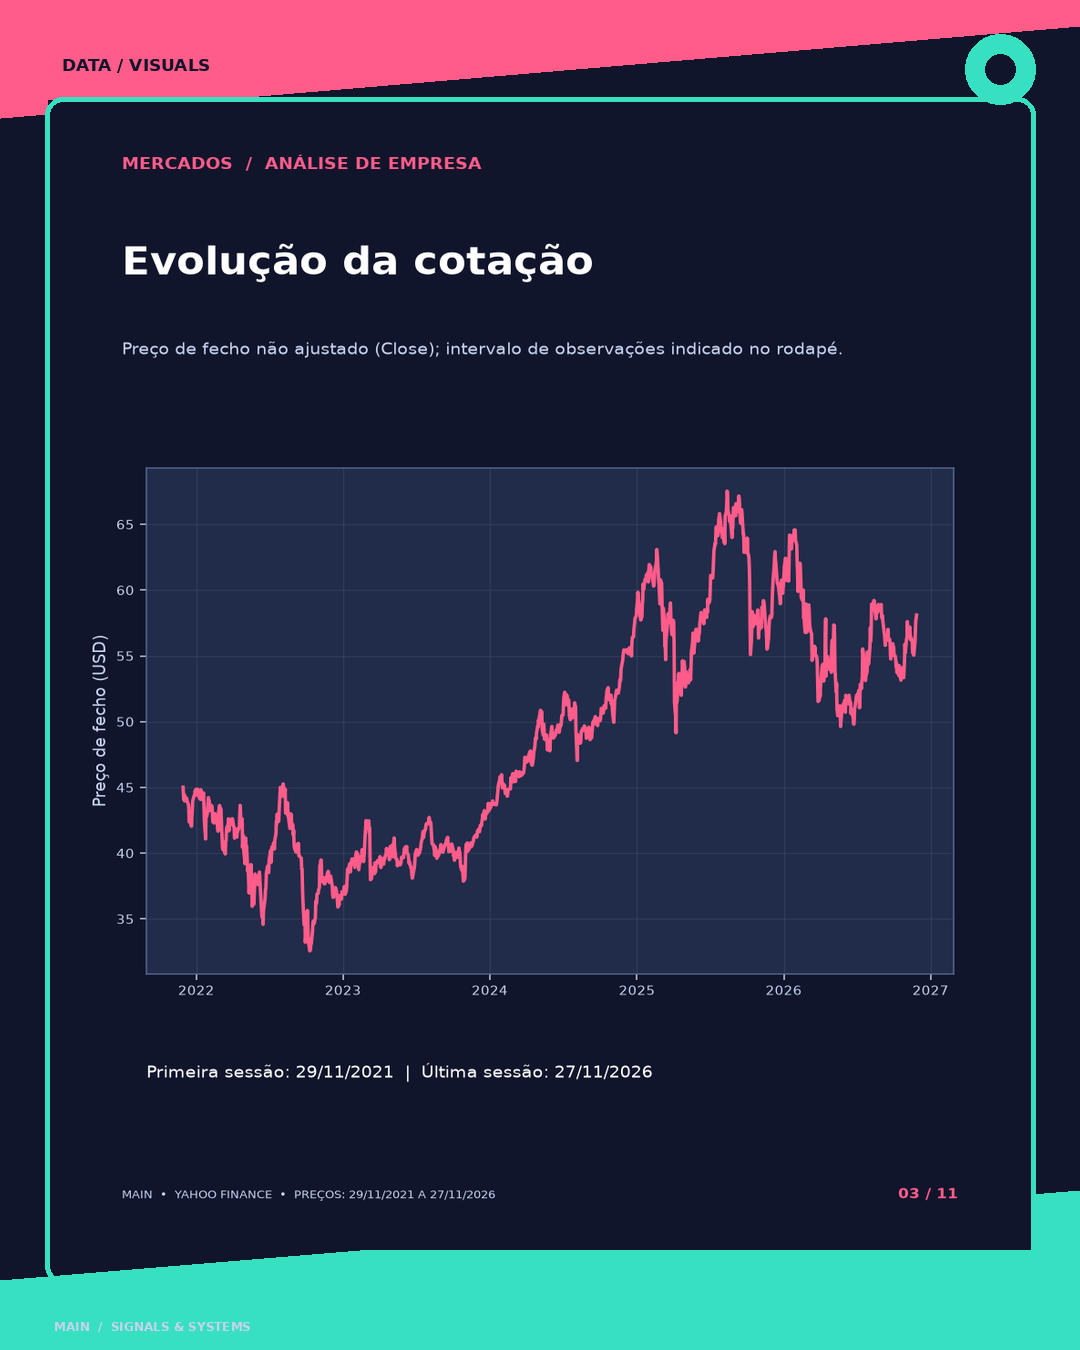 DATA / VISUALS
MERCADOS / ANÁLISE DE EMPRESA
Evolução da cotação
Preço de fecho não ajustado (Close); intervalo de observações indicado no rodapé.
Preço de fecho (USD)
65
60
55
50
45
40
35
2022 2023 2024 2025 2026 2027
Primeira sessão: 29/11/2021 | Última sessão: 27/11/2026
MAIN • YAHOO FINANCE • PREÇOS: 29/11/2021 A 27/11/2026
03 / 11
MAIN / SIGNALS & SYSTEMS